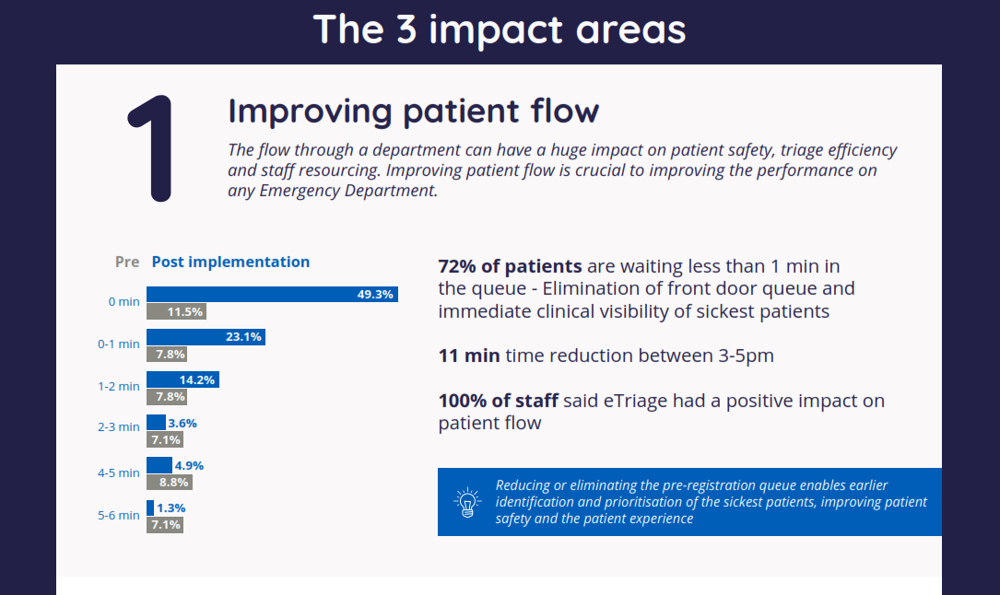 The 3 impact areas
1
Improving patient flow
The flow through a department can have a huge impact on patient safety, triage efficiency
and staff resourcing. Improving patient flow is crucial to improving the performance on
any Emergency Department.
Pre Post implementation
0 min 49.3%
11.5%
0-1 min 23.1%
7.8%
1-2 min 14.2%
7.8%
2-3 min 3.6%
7.1%
4-5 min 4.9%
8.8%
5-6 min 1.3%
7.1%
72% of patients are waiting less than 1 min in
the queue - Elimination of front door queue and
immediate clinical visibility of sickest patients
11 min time reduction between 3-5pm
100% of staff said eTriage had a positive impact on
patient flow
Reducing or eliminating the pre-registration queue enables earlier
identification and prioritisation of the sickest patients, improving patient
safety and the patient experience